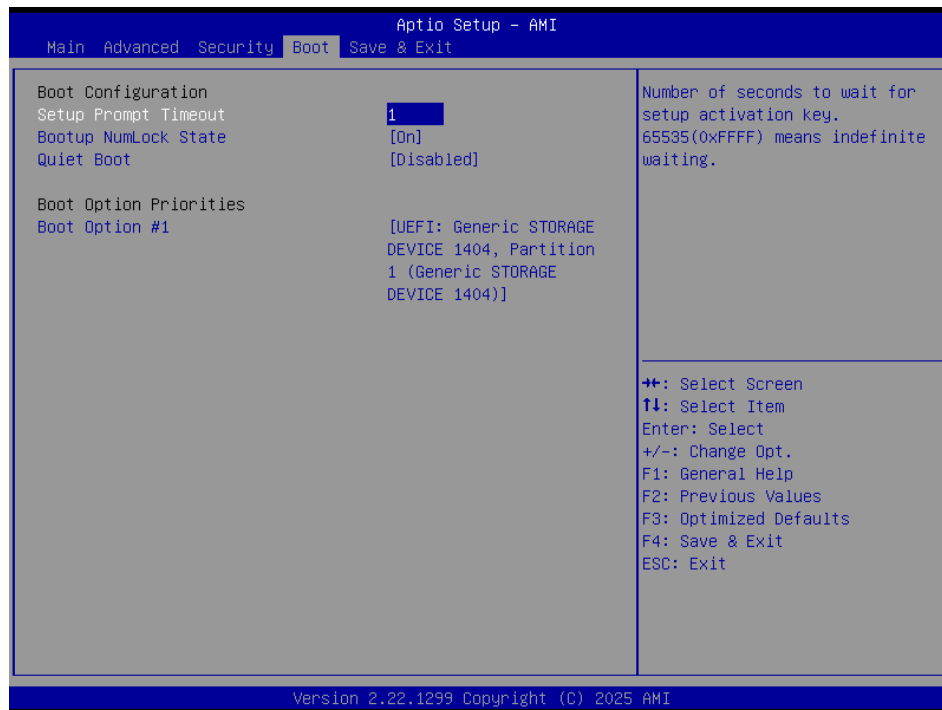 Aptio Setup – AMI
Main Advanced Security Boot Save & Exit
Boot Configuration
Setup Prompt Timeout 1
Bootup NumLock State [On]
Quiet Boot [Disabled]
Boot Option Priorities
Boot Option #1 [UEFI: Generic STORAGE
DEVICE 1404, Partition
1 (Generic STORAGE
DEVICE 1404)]
Number of seconds to wait for
setup activation key.
65535(0xFFFF) means indefinite
waiting.
→←: Select Screen
↑↓: Select Item
Enter: Select
+/-: Change Opt.
F1: General Help
F2: Previous Values
F3: Optimized Defaults
F4: Save & Exit
ESC: Exit
Version 2.22.1299 Copyright (C) 2025 AMI